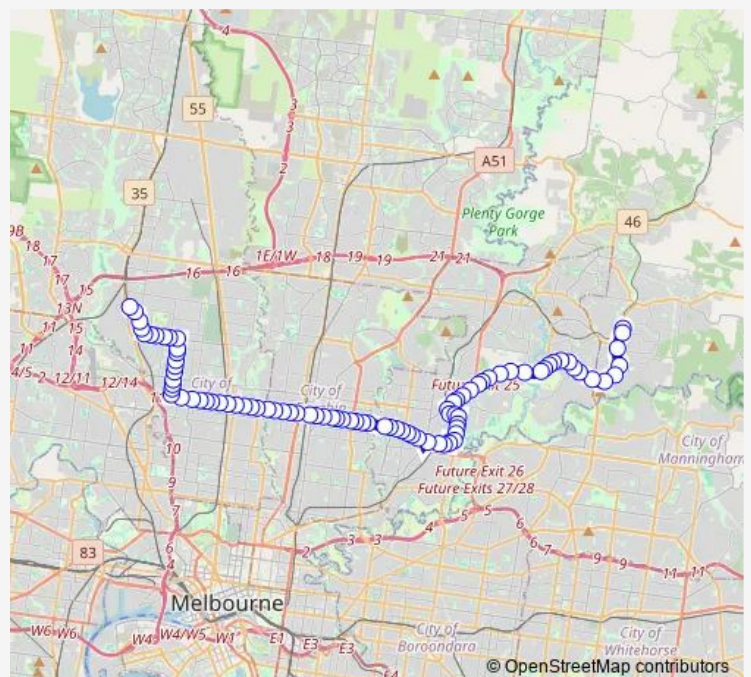 4
55
3
3
2
35
A51
Plenty Gorge
Park
46
9B
18
17
17
15
13N
16
16
1E/1W
18
19
19
21
21
11
15
11
14
4/5
2
12/11
12/14
City of
City of
10
9
7
6
4
Future Exit 26
Future Exits 27/28
City of
Manningham
83
2
3
3
4
5
5
6
6
7
9
9
11
11
Melbourne
W6
W6
W4
W4/W5
W1
E1
E3
E3
City of
Boroondara
City of
Whitehorse
© OpenStreetMap contributors